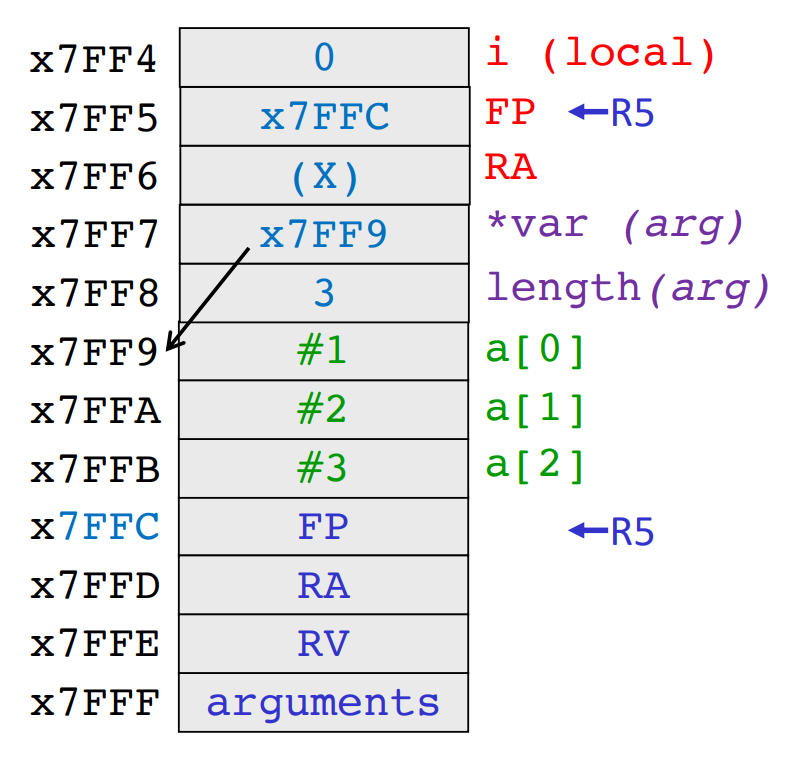 x7FF4 0 i (local)
x7FF5 x7FFC FP R5
x7FF6 (X) RA
x7FF7 x7FF9 *var (arg)
x7FF8 3 length(arg)
x7FF9 #1 a[0]
x7FFA #2 a[1]
x7FFB #3 a[2]
x7FFC FP R5
x7FFD RA
x7FFE RV
x7FFF arguments